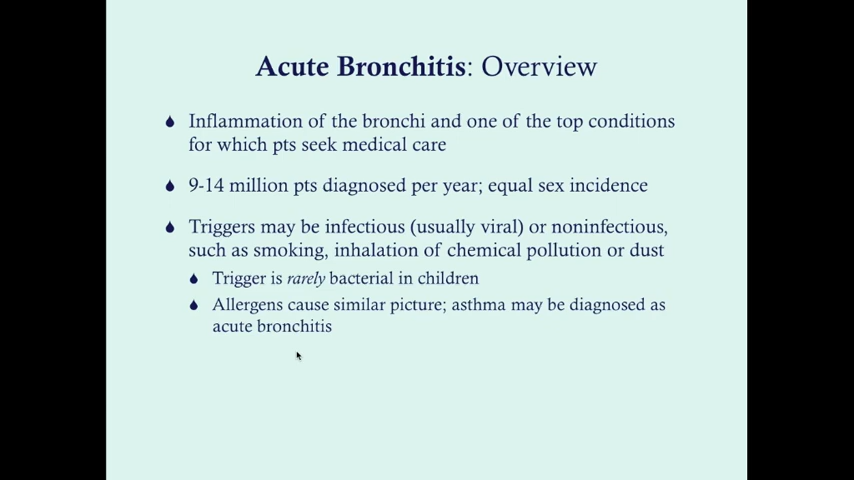 Acute Bronchitis: Overview
Inflammation of the bronchi and one of the top conditions
for which pts seek medical care
9-14 million pts diagnosed per year; equal sex incidence
Triggers may be infectious (usually viral) or noninfectious,
such as smoking, inhalation of chemical pollution or dust
Trigger is rarely bacterial in children
Allergens cause similar picture; asthma may be diagnosed as
acute bronchitis